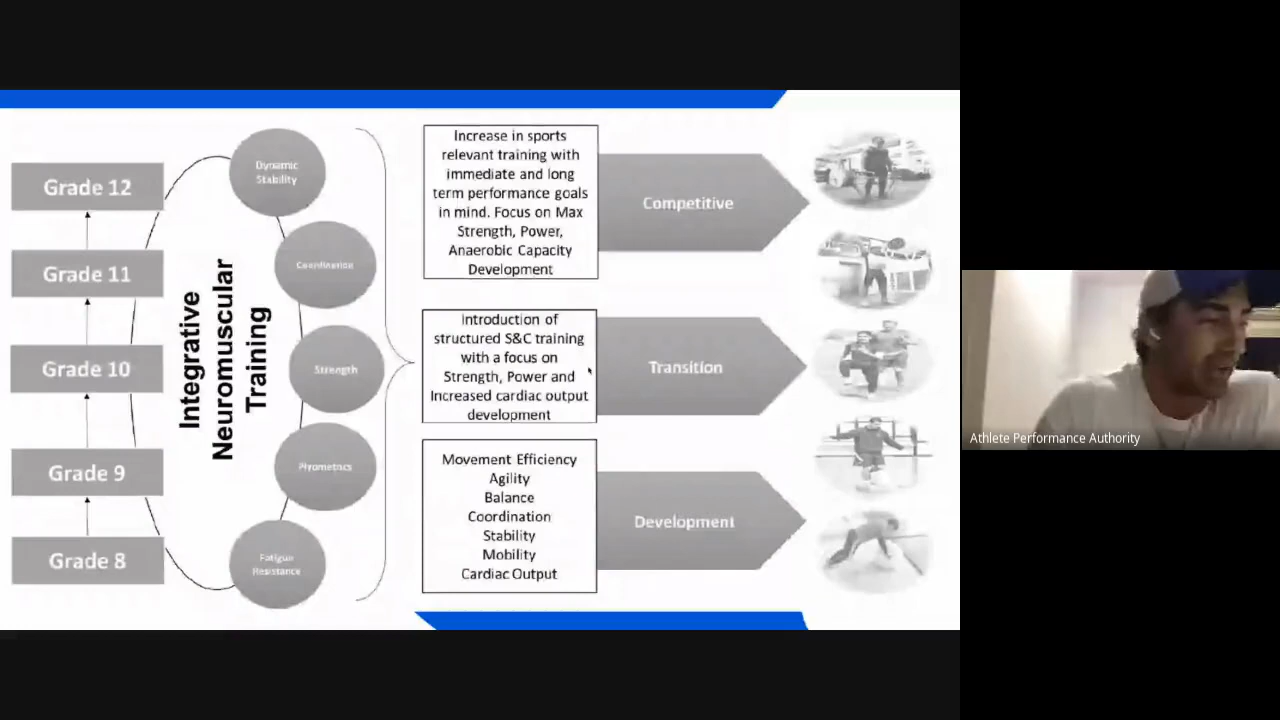 Grade 12
Grade 11
Grade 10
Grade 9
Grade 8
Integrative
Neuromuscular
Training
Dynamic
Stability
Coordination
Strength
Plyometrics
Fatigue
Resistance
Increase in sports
relevant training with
immediate and long
term performance goals
in mind. Focus on Max
Strength, Power,
Anaerobic Capacity
Development
Competitive
Introduction of
structured S&C training
with a focus on
Strength, Power and
Increased cardiac output
development
Transition
Movement Efficiency
Agility
Balance
Coordination
Stability
Mobility
Cardiac Output
Development
Athlete Performance Authority